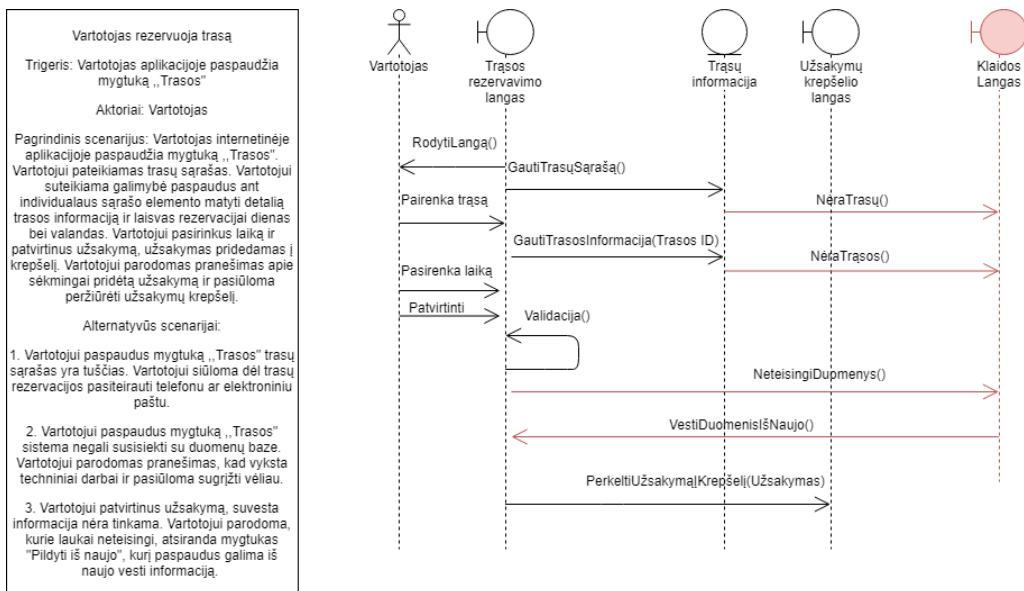 Vartotojas rezervuoja trasą
Trigeris: Vartotojas aplikacijoje paspaudžia
mygtuką ,,Trasos"
Aktoriai: Vartotojas
Pagrindinis scenarijus: Vartotojas internetinėje
aplikacijoje paspaudžia mygtuką ,,Trasos".
Vartotojui pateikiamas trasų sąrašas. Vartotojui
suteikiama galimybė paspaudus ant
individualaus sąrašo elemento matyti detalią
trasos informaciją ir laisvas rezervacijai dienas
bei valandas. Vartotojui pasirinkus laiką ir
patvirtinus užsakymą, užsakymas pridedamas į
krepšelį. Vartotojui parodomas pranešimas apie
sėkmingai pridėtą užsakymą ir pasiūloma
peržiūrėti užsakymų krepšelį.
Alternatyvūs scenarijai:
1. Vartotojui paspaudus mygtuką ,,Trasos" trasų
sąrašas yra tuščias. Vartotojui siūloma dėl trasų
rezervacijos pasiteirauti telefonu ar elektroniniu
paštu.
2. Vartotojui paspaudus mygtuką ,,Trasos"
sistema negali susisiekti su duomenų baze.
Vartotojui parodomas pranešimas, kad vyksta
techniniai darbai ir pasiūloma sugrįžti vėliau.
3. Vartotojui patvirtinus užsakymą, suvesta
informacija nėra tinkama. Vartotojui parodoma,
kurie laukai neteisingi, atsiranda mygtukas
"Pildyti iš naujo", kurį paspaudus galima iš
naujo vesti informaciją.
Vartotojas
Trąsos
rezervavimo
langas
Trąsų
informacija
Užsakymų
krepšelio
langas
Klaidos
Langas
RodytiLangą()
GautiTrasųSąrašą()
Pairenka trąsą
NėraTrasų()
GautiTrasosInformacija(Trasos ID)
NėraTrąsos()
Pasirenka laiką
Patvirtinti
Validacija()
NeteisingiDuomenys()
VestiDuomenisIšNaujo()
PerkeltiUžsakymąĮKrepšelį(Užsakymas)